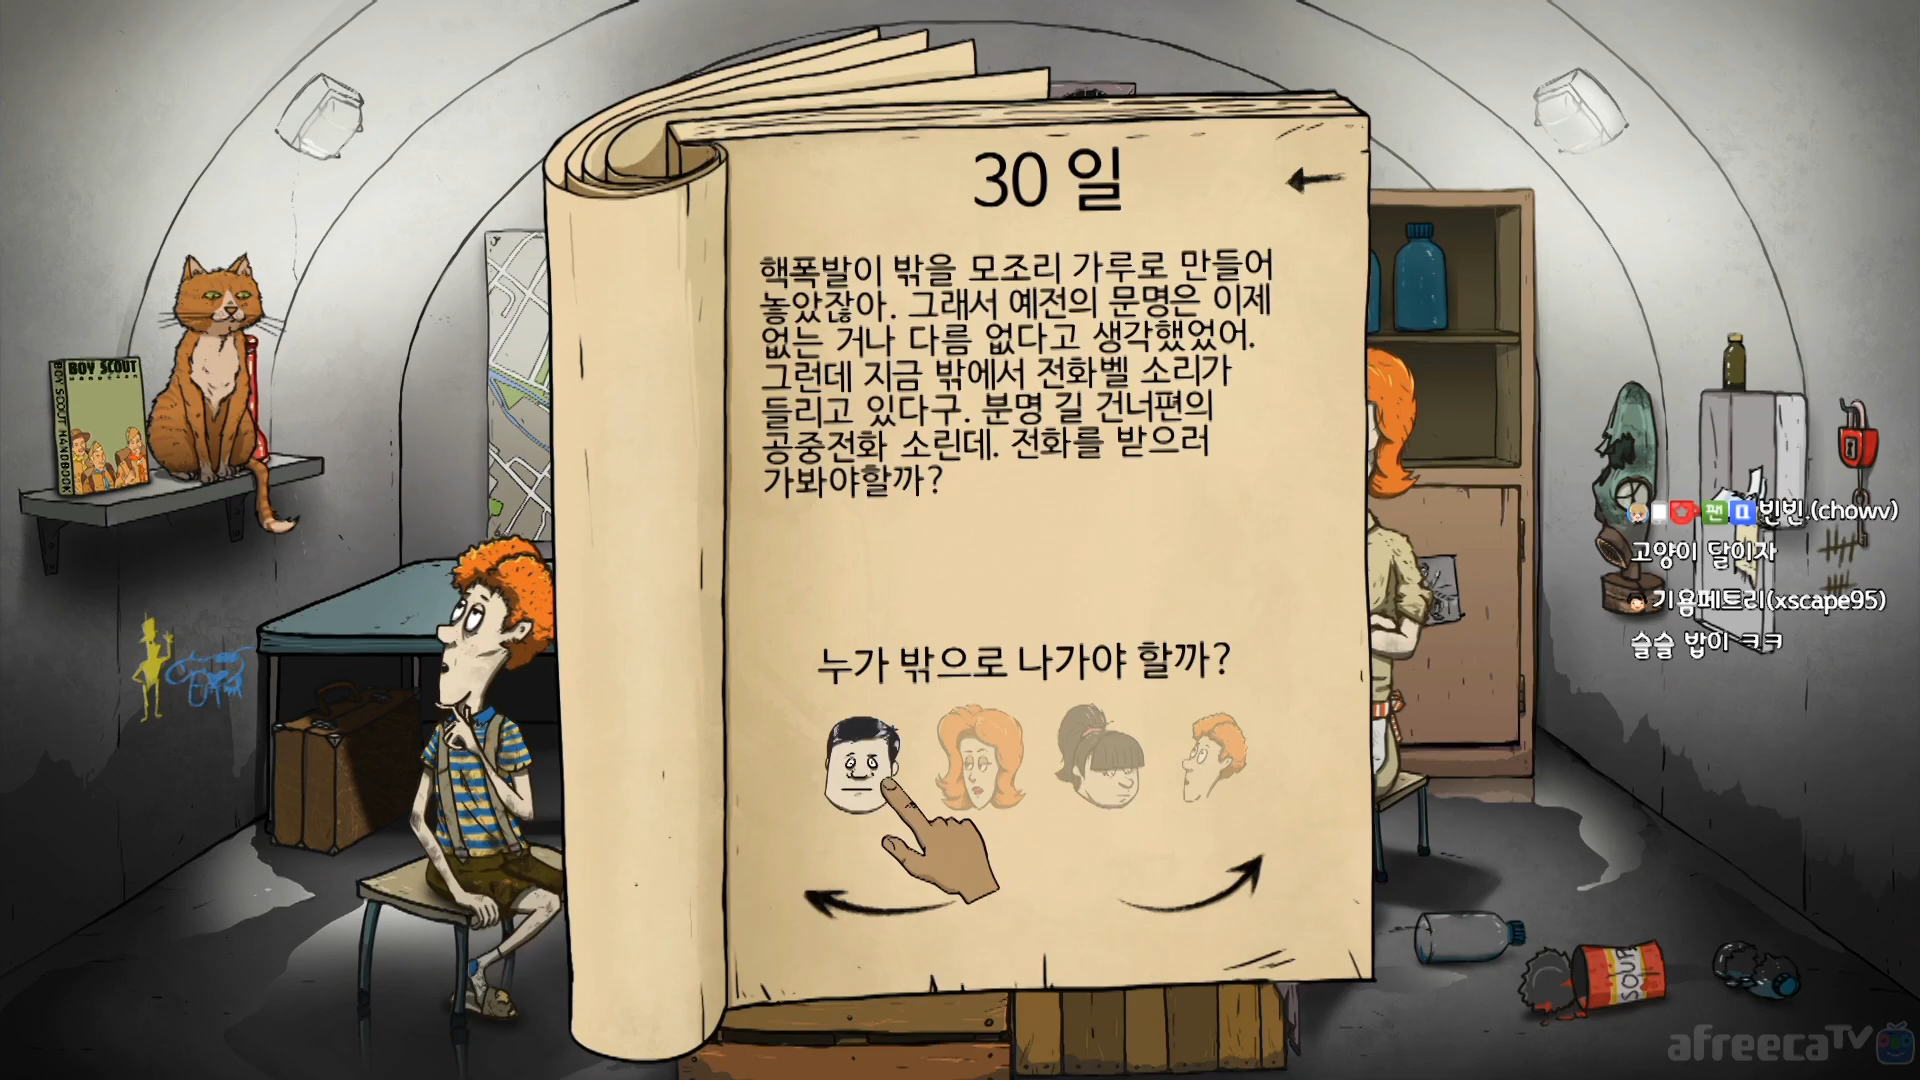 30 일
핵폭발이 밖을 모조리 가루로 만들어
놓았잖아. 그래서 예전의 문명은 이제
없는 거나 다름 없다고 생각했었어.
그런데 지금 밖에서 전화벨 소리가
들리고 있다구. 분명 길 건너편의
공중전화 소린데. 전화를 받으러
가봐야할까?
누가 밖으로 나가야 할까?
BOY SCOUT
BOY SCOUT HANDBOOK
팬 빈빈.(chowv)
고양이 달이자
기욤페트리(xscape95)
슬슬 밥이 ㅋㅋ
SOUP
afreecaTV